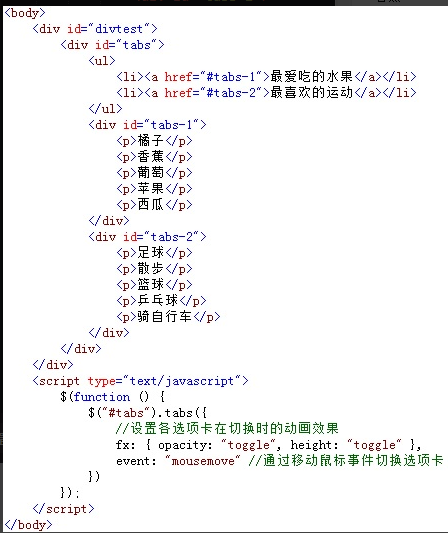 <body>
    <div id="divtest">
        <div id="tabs">
            <ul>
                <li><a href="#tabs-1">最爱吃的水果</a></li>
                <li><a href="#tabs-2">最喜欢的运动</a></li>
            </ul>
            <div id="tabs-1">
                <p>橘子</p>
                <p>香蕉</p>
                <p>葡萄</p>
                <p>苹果</p>
                <p>西瓜</p>
            </div>
            <div id="tabs-2">
                <p>足球</p>
                <p>散步</p>
                <p>篮球</p>
                <p>乒乓球</p>
                <p>骑自行车</p>
            </div>
        </div>
    </div>
    <script type="text/javascript">
        $(function () {
            $("#tabs").tabs({
                //设置各选项卡在切换时的动画效果
                fx: { opacity: "toggle", height: "toggle" },
                event: "mousemove" //通过移动鼠标事件切换选项卡
            })
        });
    </script>
</body>